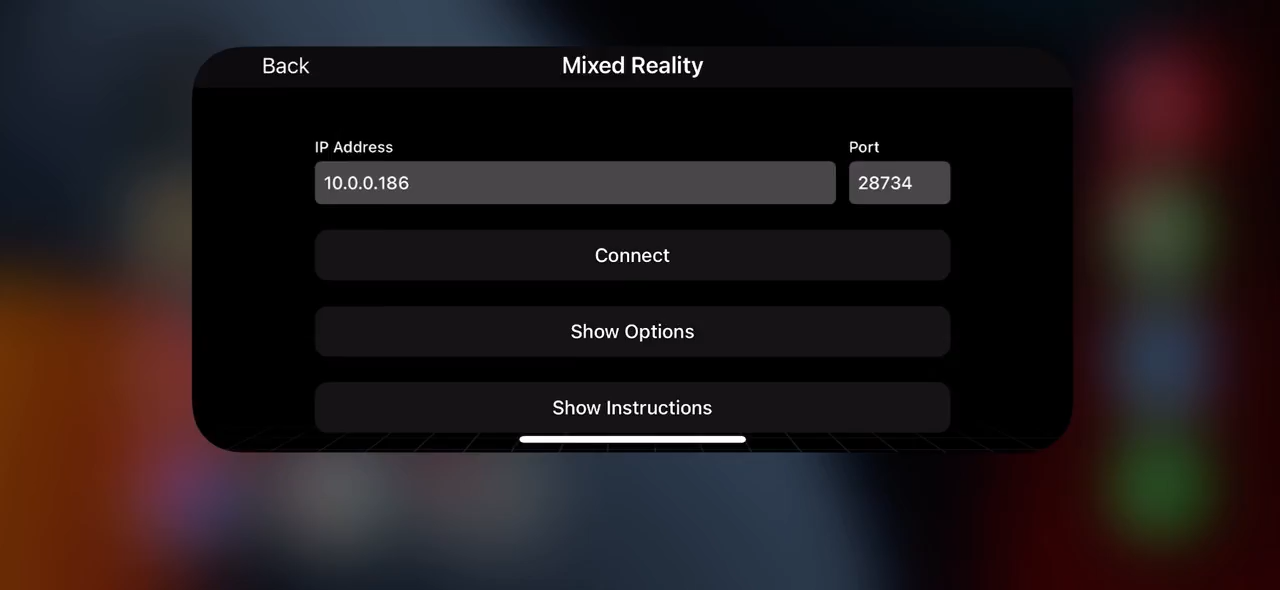 Back
Mixed Reality
IP Address
Port
10.0.0.186
28734
Connect
Show Options
Show Instructions